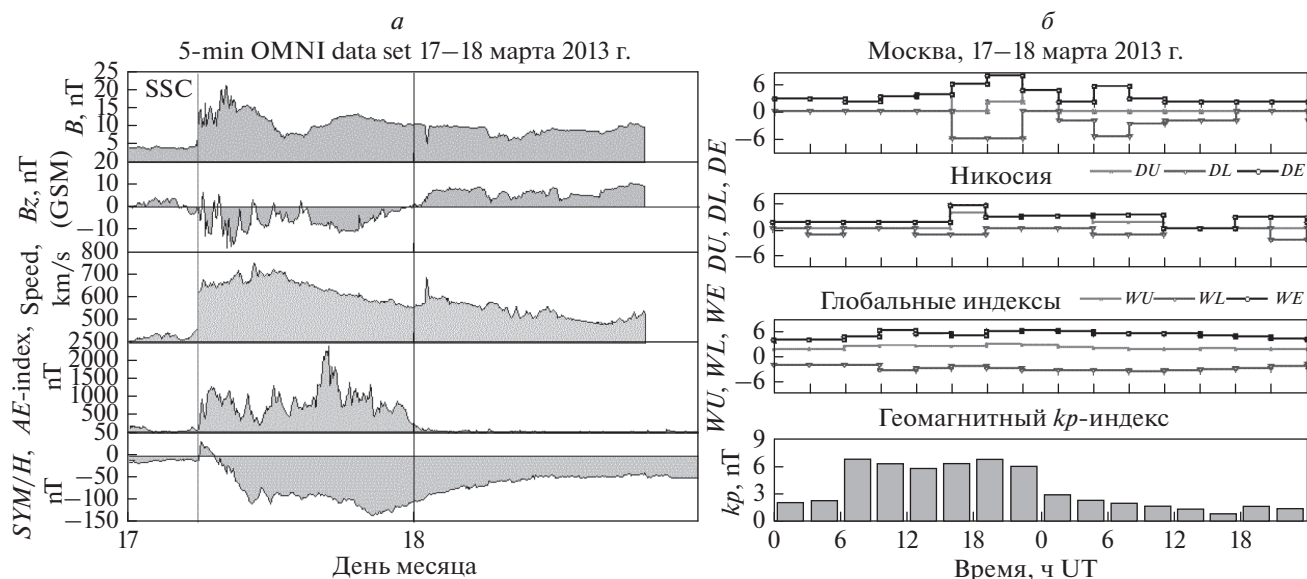 а
5-min OMNI data set 17–18 марта 2013 г.
SSC
B, nT
25
20
15
10
5
20
Bz, nT
(GSM)
10
0
−10
800
Speed,
km/s
700
600
500
2500
AE-index,
nT
2000
1500
1000
500
50
SYM/H,
nT
0
−50
−100
−150
17
18
День месяца
б
Москва, 17–18 марта 2013 г.
6
0
−6
Никосия
DU
DL
DE
6
0
−6
Глобальные индексы
WU
WL
WE
6
0
−6
WU, WL, WE DU, DL, DE
Геомагнитный kp-индекс
kp, nT
9
6
3
0
0 6 12 18 0 6 12 18
Время, ч UT